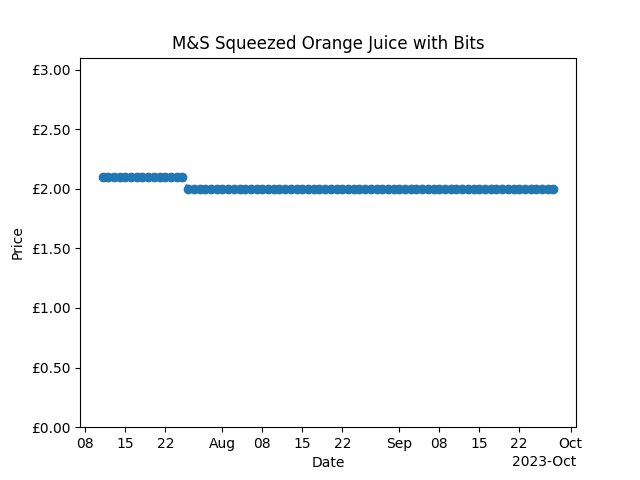 M&S Squeezed Orange Juice with Bits
£3.00
£2.50
£2.00
£1.50
£1.00
£0.50
£0.00
Price
08 15 22 Aug 08 15 22 Sep 08 15 22 Oct
Date
2023-Oct